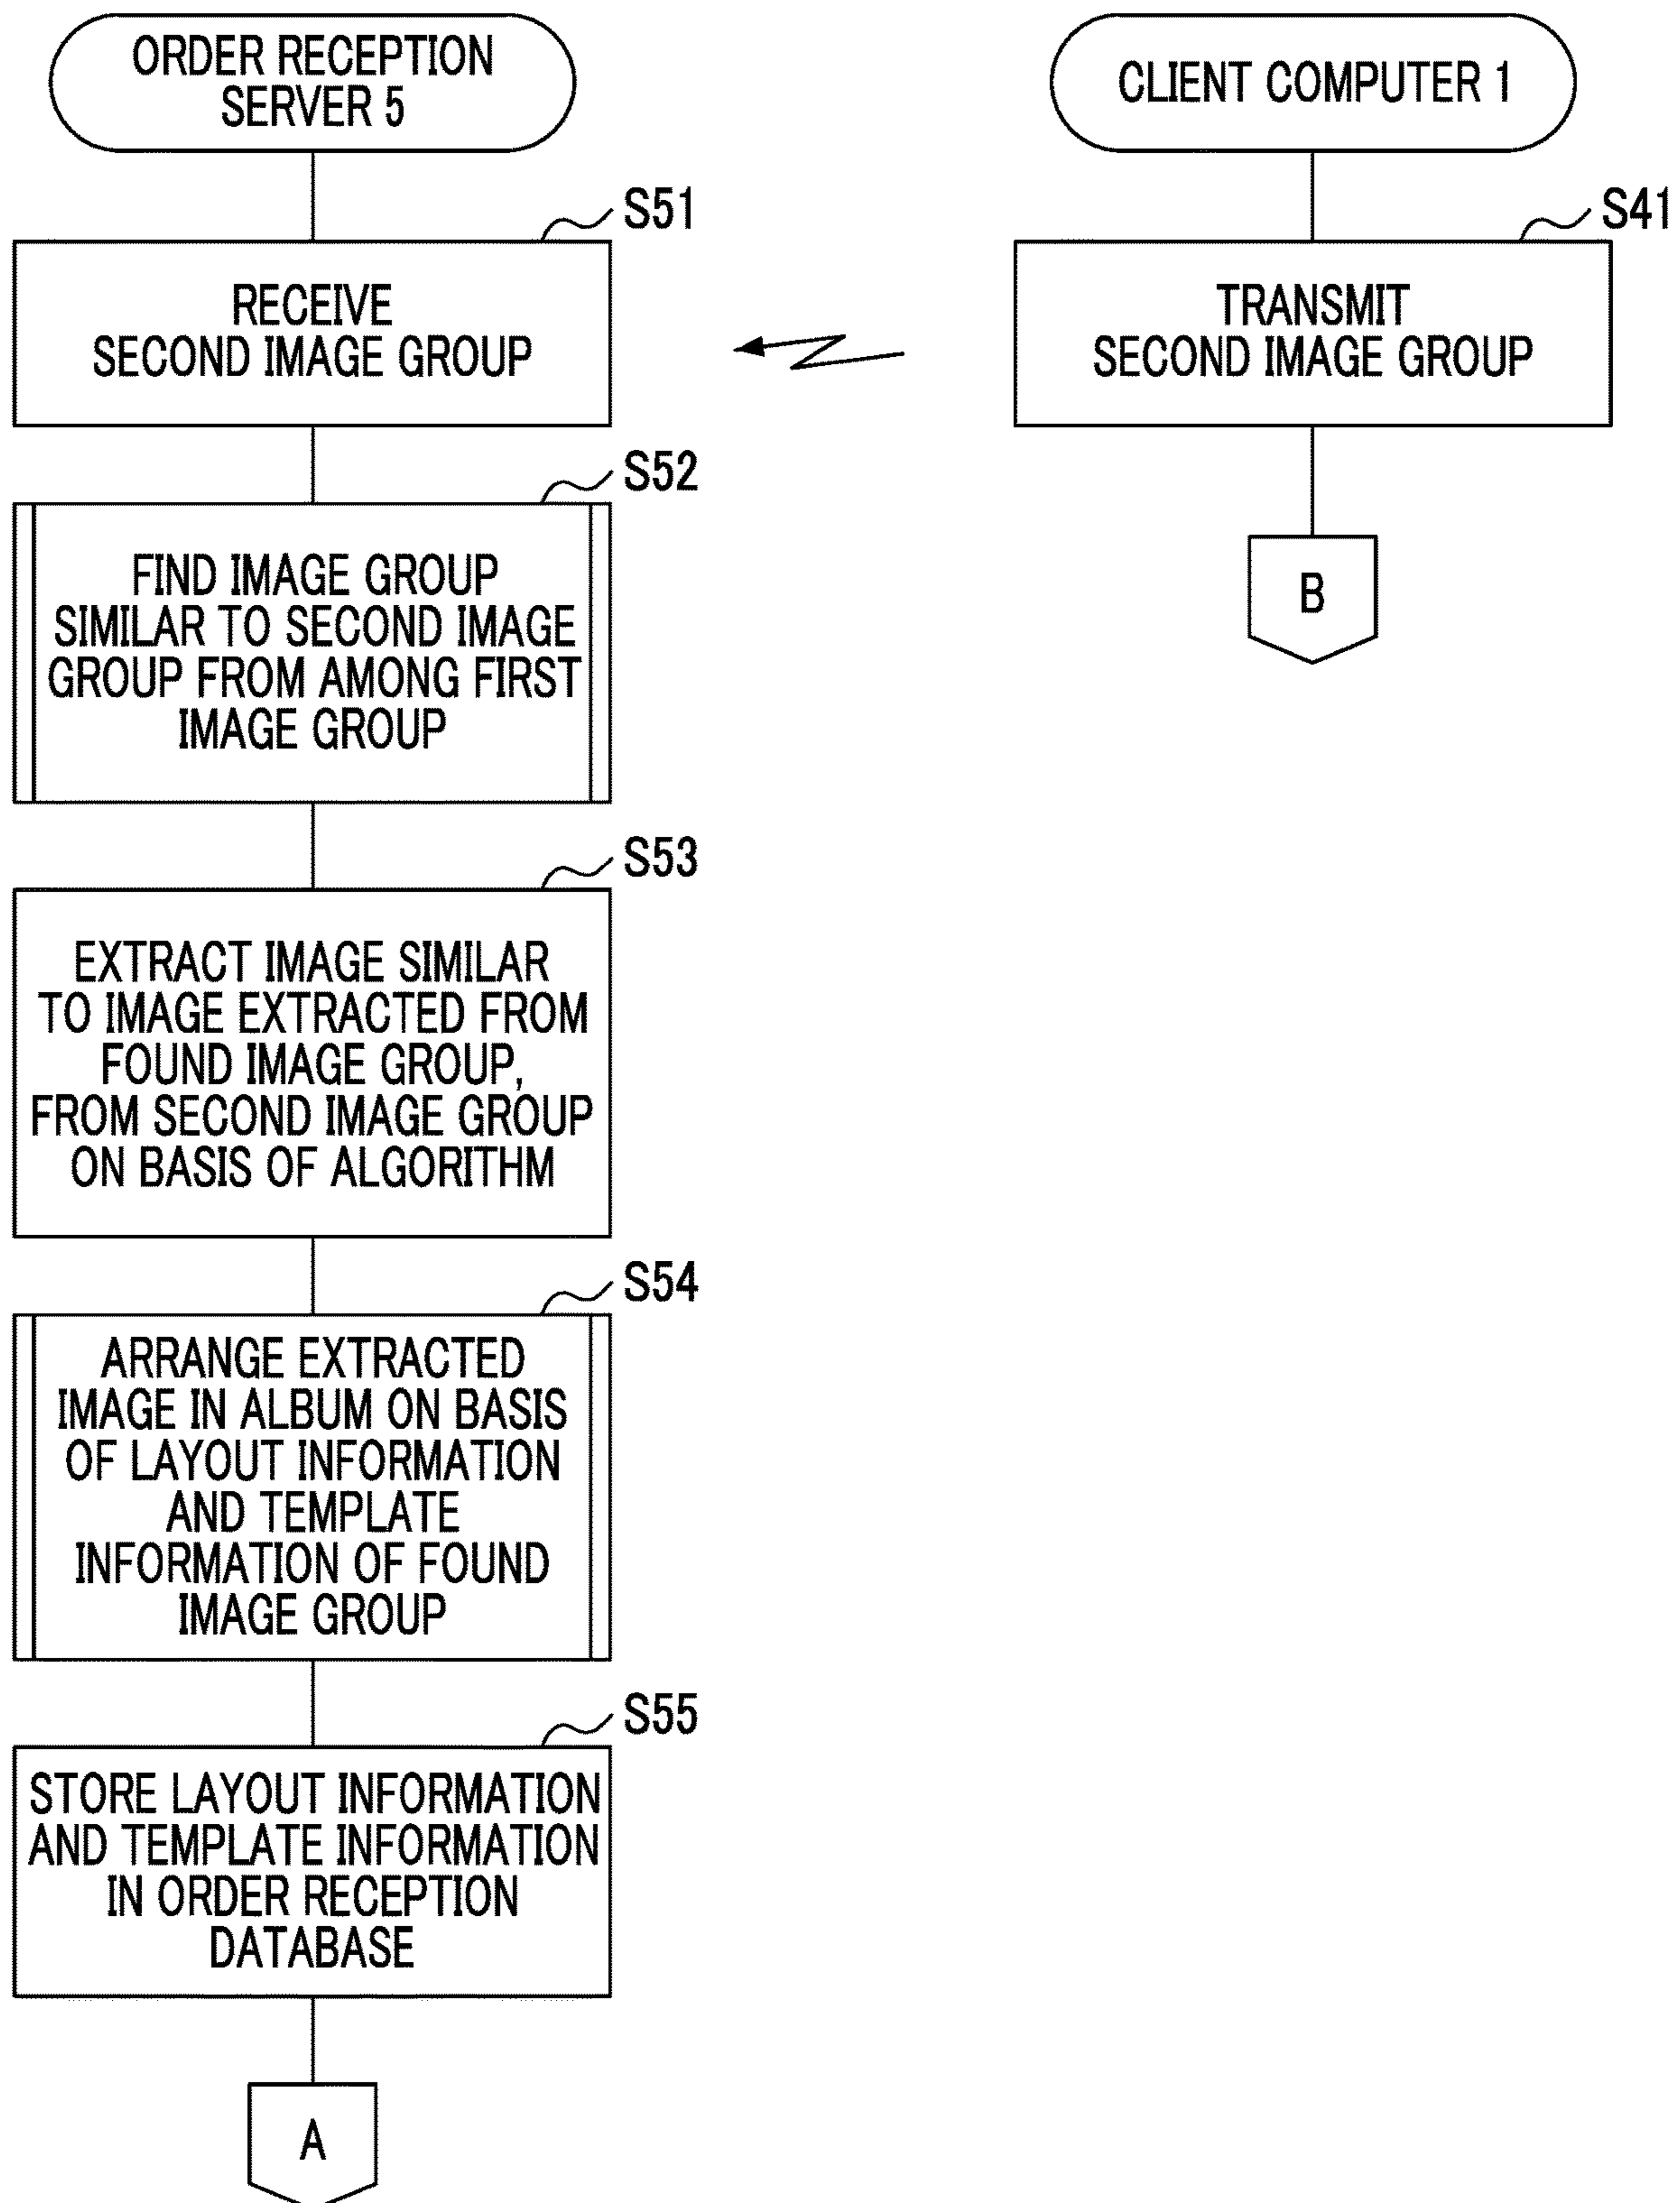 ORDER RECEPTION
SERVER 5
CLIENT COMPUTER 1
S51
RECEIVE
SECOND IMAGE GROUP
S41
TRANSMIT
SECOND IMAGE GROUP
B
S52
FIND IMAGE GROUP
SIMILAR TO SECOND IMAGE
GROUP FROM AMONG FIRST
IMAGE GROUP
S53
EXTRACT IMAGE SIMILAR
TO IMAGE EXTRACTED FROM
FOUND IMAGE GROUP,
FROM SECOND IMAGE GROUP
ON BASIS OF ALGORITHM
S54
ARRANGE EXTRACTED
IMAGE IN ALBUM ON BASIS
OF LAYOUT INFORMATION
AND TEMPLATE
INFORMATION OF FOUND
IMAGE GROUP
S55
STORE LAYOUT INFORMATION
AND TEMPLATE INFORMATION
IN ORDER RECEPTION
DATABASE
A